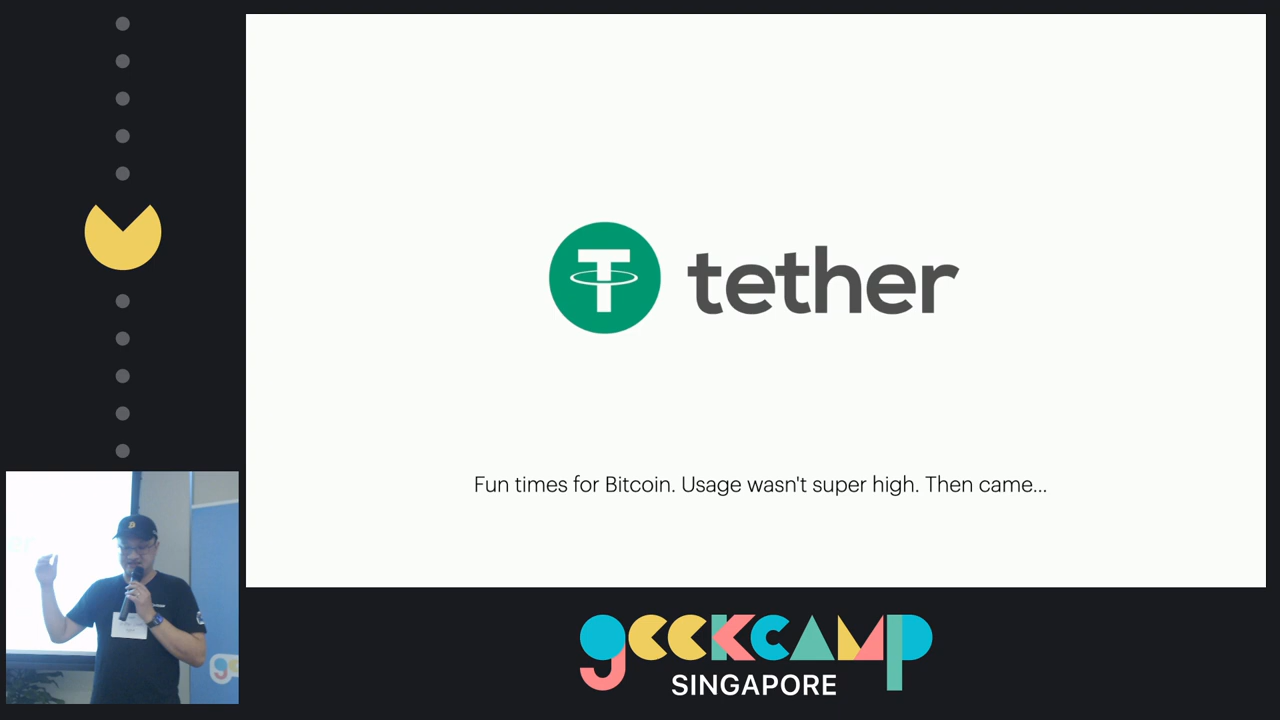 tether
Fun times for Bitcoin. Usage wasn't super high. Then came...
geekcamp
SINGAPORE